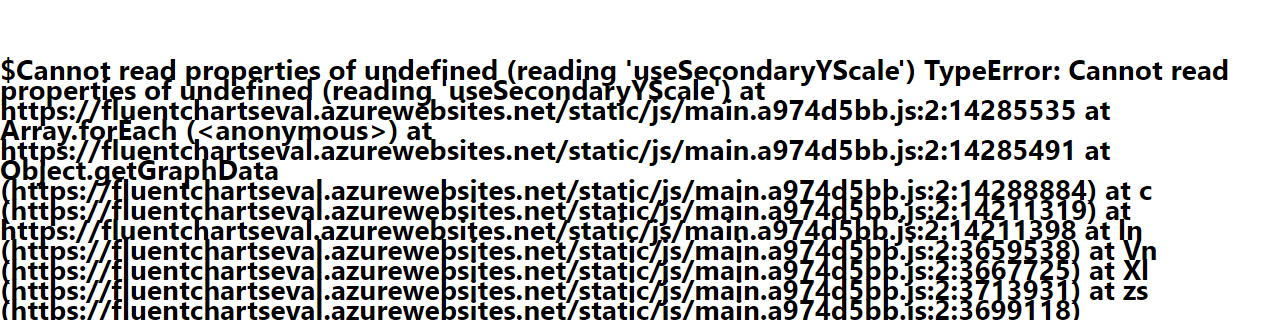 $Cannot read properties of undefined (reading 'useSecondaryYScale') TypeError: Cannot read
properties of undefined (reading 'useSecondaryYScale') at
https://fluentchartseval.azurewebsites.net/static/js/main.a974d5bb.js:2:14285535 at
Array.forEach (<anonymous>) at
https://fluentchartseval.azurewebsites.net/static/js/main.a974d5bb.js:2:14285491 at
Object.getGraphData
(https://fluentchartseval.azurewebsites.net/static/js/main.a974d5bb.js:2:14288884) at c
(https://fluentchartseval.azurewebsites.net/static/js/main.a974d5bb.js:2:14211319) at
https://fluentchartseval.azurewebsites.net/static/js/main.a974d5bb.js:2:14211398 at In
(https://fluentchartseval.azurewebsites.net/static/js/main.a974d5bb.js:2:3659538) at Vn
(https://fluentchartseval.azurewebsites.net/static/js/main.a974d5bb.js:2:3667725) at Xl
(https://fluentchartseval.azurewebsites.net/static/js/main.a974d5bb.js:2:3713931) at zs
(https://fluentchartseval.azurewebsites.net/static/js/main.a974d5bb.js:2:3699118)